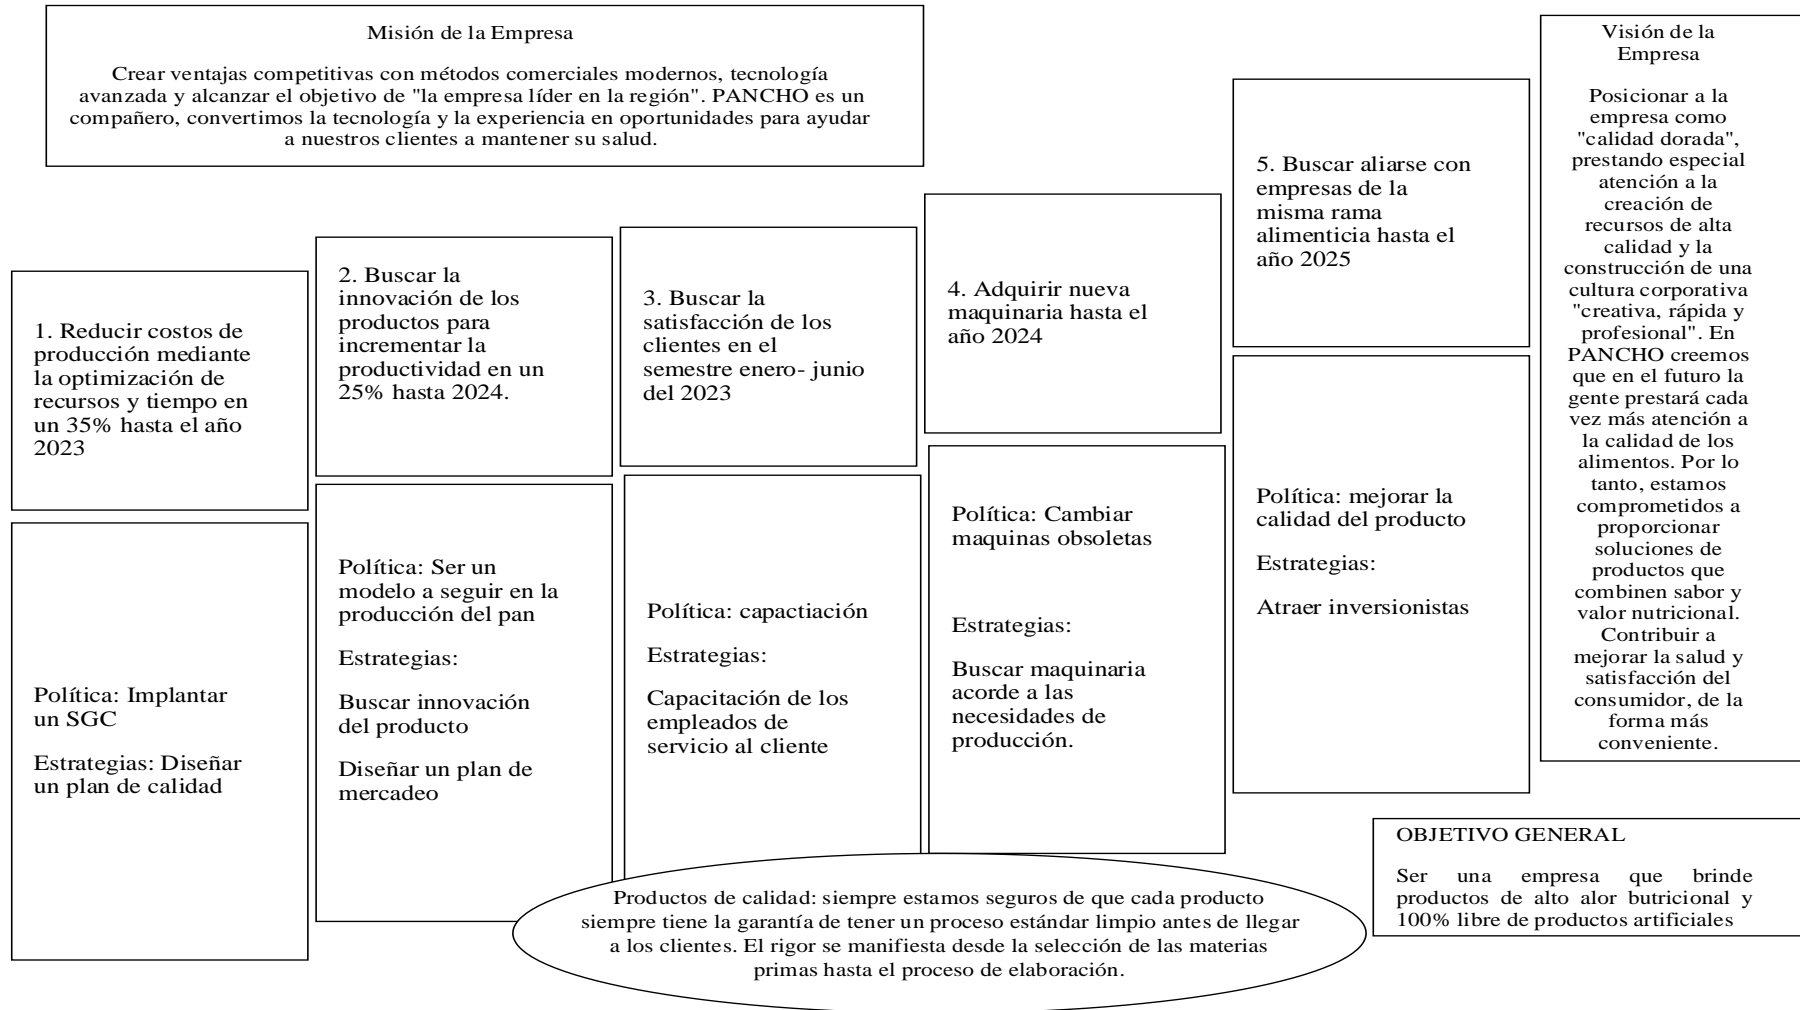 Misión de la Empresa
Crear ventajas competitivas con métodos comerciales modernos, tecnología
avanzada y alcanzar el objetivo de "la empresa líder en la región". PANCHO es un
compañero, convertimos la tecnología y la experiencia en oportunidades para ayudar
a nuestros clientes a mantener su salud.
1. Reducir costos de
producción mediante
la optimización de
recursos y tiempo en
un 35% hasta el año
2023
Política: Implantar
un SGC
Estrategias: Diseñar
un plan de calidad
2. Buscar la
innovación de los
productos para
incrementar la
productividad en un
25% hasta 2024.
Política: Ser un
modelo a seguir en la
producción del pan
Estrategias:
Buscar innovación
del producto
Diseñar un plan de
mercadeo
3. Buscar la
satisfacción de los
clientes en el
semestre enero- junio
del 2023
Política: capactiación
Estrategias:
Capacitación de los
empleados de
servicio al cliente
4. Adquirir nueva
maquinaria hasta el
año 2024
Política: Cambiar
maquinas obsoletas
Estrategias:
Buscar maquinaria
acorde a las
necesidades de
producción.
5. Buscar aliarse con
empresas de la
misma rama
alimenticia hasta el
año 2025
Política: mejorar la
calidad del producto
Estrategias:
Atraer inversionistas
Visión de la
Empresa
Posicionar a la
empresa como
"calidad dorada",
prestando especial
atención a la
creación de
recursos de alta
calidad y la
construcción de una
cultura corporativa
"creativa, rápida y
profesional". En
PANCHO creemos
que en el futuro la
gente prestará cada
vez más atención a
la calidad de los
alimentos. Por lo
tanto, estamos
comprometidos a
proporcionar
soluciones de
productos que
combinen sabor y
valor nutricional.
Contribuir a
mejorar la salud y
satisfacción del
consumidor, de la
forma más
conveniente.
OBJETIVO GENERAL
Ser una empresa que brinde
productos de alto alor butricional y
100% libre de productos artificiales
Productos de calidad: siempre estamos seguros de que cada producto
siempre tiene la garantía de tener un proceso estándar limpio antes de llegar
a los clientes. El rigor se manifiesta desde la selección de las materias
primas hasta el proceso de elaboración.